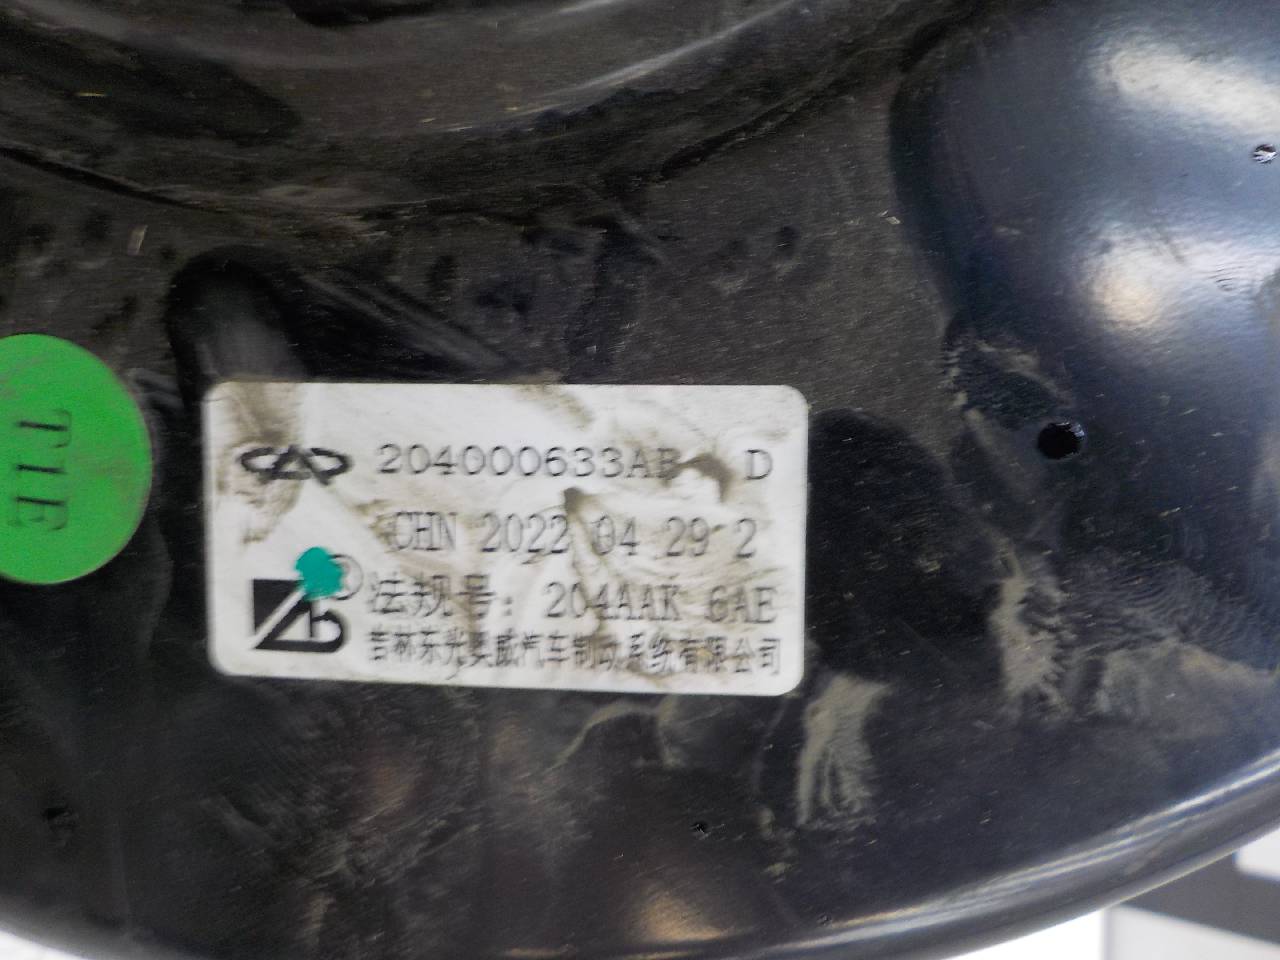 204000633AB D
CHN 2022 04 29 2
法规号: 204AAK 6AE
吉林东光奥威汽车制动系统有限公司
T1E